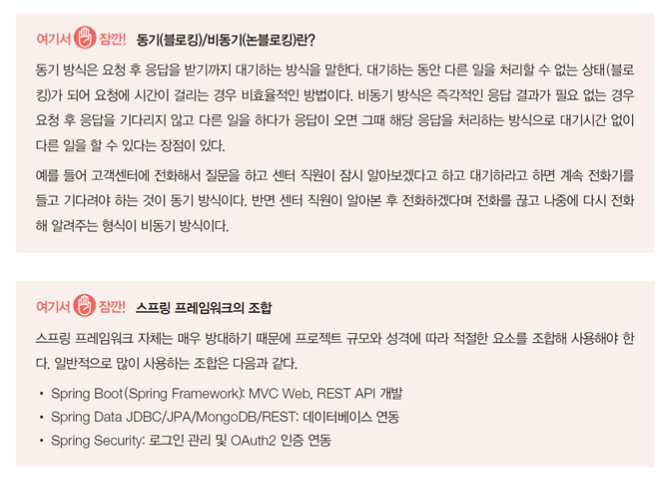 여기서 잠깐! 동기(블로킹)/비동기(논블로킹)란?
동기 방식은 요청 후 응답을 받기까지 대기하는 방식을 말한다. 대기하는 동안 다른 일을 처리할 수 없는 상태(블로
킹)가 되어 요청에 시간이 걸리는 경우 비효율적인 방법이다. 비동기 방식은 즉각적인 응답 결과가 필요 없는 경우
요청 후 응답을 기다리지 않고 다른 일을 하다가 응답이 오면 그때 해당 응답을 처리하는 방식으로 대기시간 없이
다른 일을 할 수 있다는 장점이 있다.
예를 들어 고객센터에 전화해서 질문을 하고 센터 직원이 잠시 알아보겠다고 하고 대기하라고 하면 계속 전화기를
들고 기다려야 하는 것이 동기 방식이다. 반면 센터 직원이 알아본 후 전화하겠다며 전화를 끊고 나중에 다시 전화
해 알려주는 형식이 비동기 방식이다.
여기서 잠깐! 스프링 프레임워크의 조합
스프링 프레임워크 자체는 매우 방대하기 때문에 프로젝트 규모와 성격에 따라 적절한 요소를 조합해 사용해야 한
다. 일반적으로 많이 사용하는 조합은 다음과 같다.
• Spring Boot(Spring Framework): MVC Web, REST API 개발
• Spring Data JDBC/JPA/MongoDB/REST: 데이터베이스 연동
• Spring Security: 로그인 관리 및 OAuth2 인증 연동